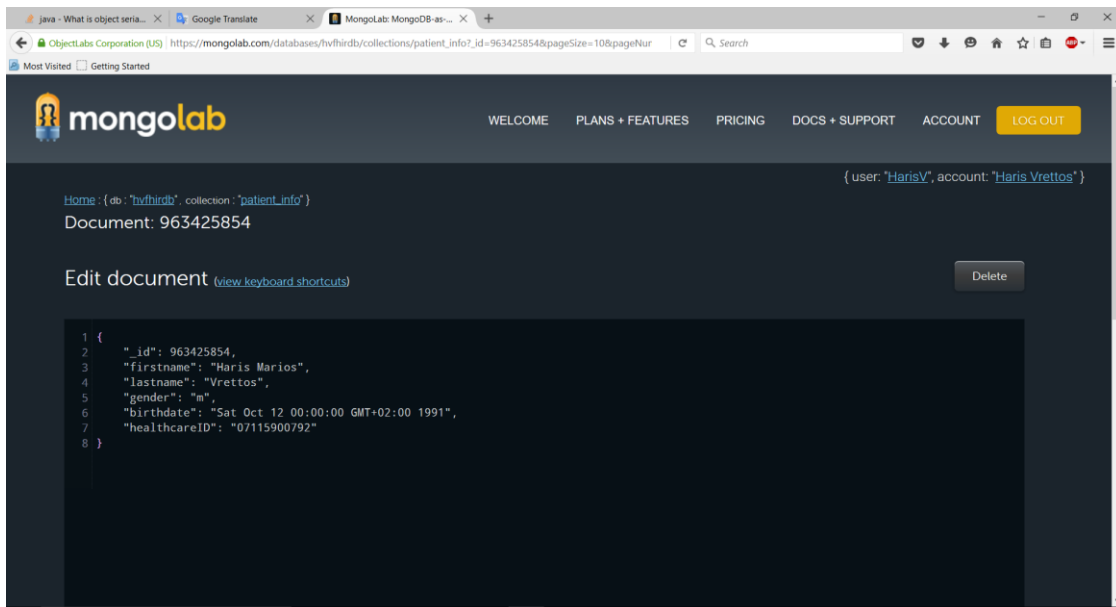 java - What is object seria... Google Translate MongoLab: MongoDB-as-...
ObjectLabs Corporation (US) https://mongolab.com/databases/hvfhirdb/collections/patient_info?_id=963425854&pageSize=10&pageNur Search
Most Visited Getting Started
mongolab WELCOME PLANS + FEATURES PRICING DOCS + SUPPORT ACCOUNT LOG OUT
{ user: "HarisV", account: "Haris Vrettos" }
Home : { db : "hvfhirdb" , collection : "patient_info" }
Document: 963425854
Edit document (view keyboard shortcuts) Delete
1 {
2 "_id": 963425854,
3 "firstname": "Haris Marios",
4 "lastname": "Vrettos",
5 "gender": "m",
6 "birthdate": "Sat Oct 12 00:00:00 GMT+02:00 1991",
7 "healthcareID": "07115900792"
8 }